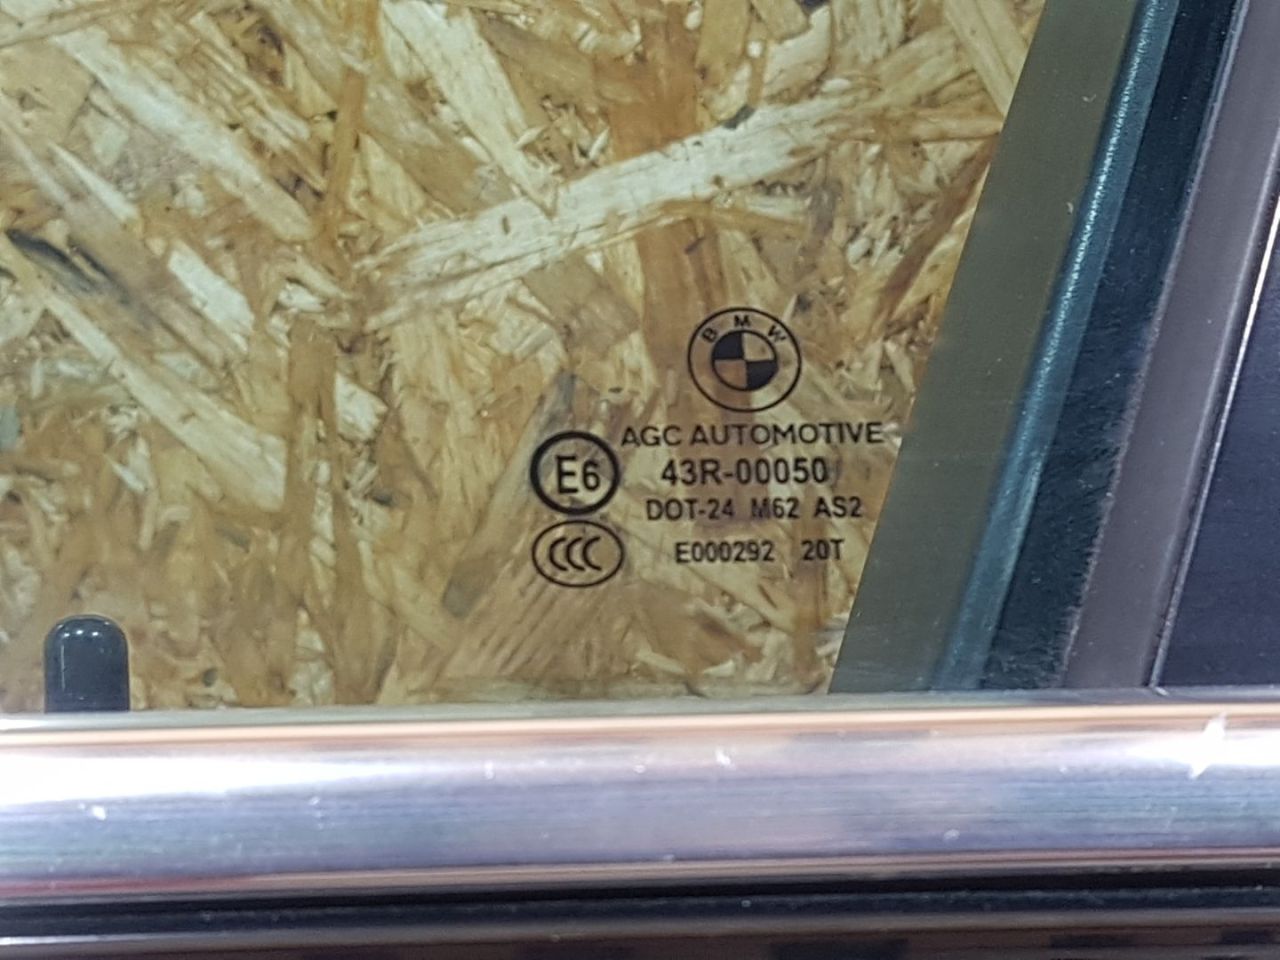 BMW
AGC AUTOMOTIVE
E6
43R-00050
DOT-24 M62 AS2
CCC
E000292 20T